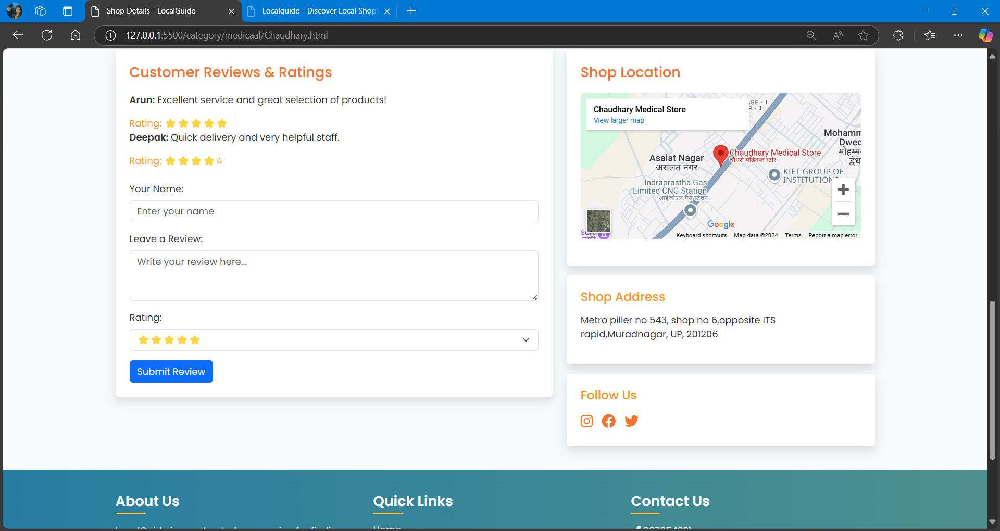 Shop Details - LocalGuide
Localguide - Discover Local Shop
127.0.0.1:5500/category/medicaal/Chaudhary.html
Customer Reviews & Ratings
Arun: Excellent service and great selection of products!
Rating: ⭐⭐⭐⭐⭐
Deepak: Quick delivery and very helpful staff.
Rating: ⭐⭐⭐⭐☆
Your Name:
Enter your name
Leave a Review:
Write your review here...
Rating:
⭐⭐⭐⭐⭐
Submit Review
Shop Location
Chaudhary Medical Store
View larger map
ASE - I
- I
Mohamm
Dwed
मोहम्म
द्वेध
Chaudhary Medical Store
चौधरी मेडिकल स्टोर
Asalat Nagar
असलत नगर
KIET GROUP OF
INSTITUTIONS
Indraprastha Gas
Limited CNG Station
आईजीएल गैस स्टेशन
Google
Keyboard shortcuts
Map data ©2024
Terms
Report a map error
Shop Address
Metro piller no 543, shop no 6,opposite ITS
rapid,Muradnagar, UP, 201206
Follow Us
About Us
Quick Links
Contact Us
Home